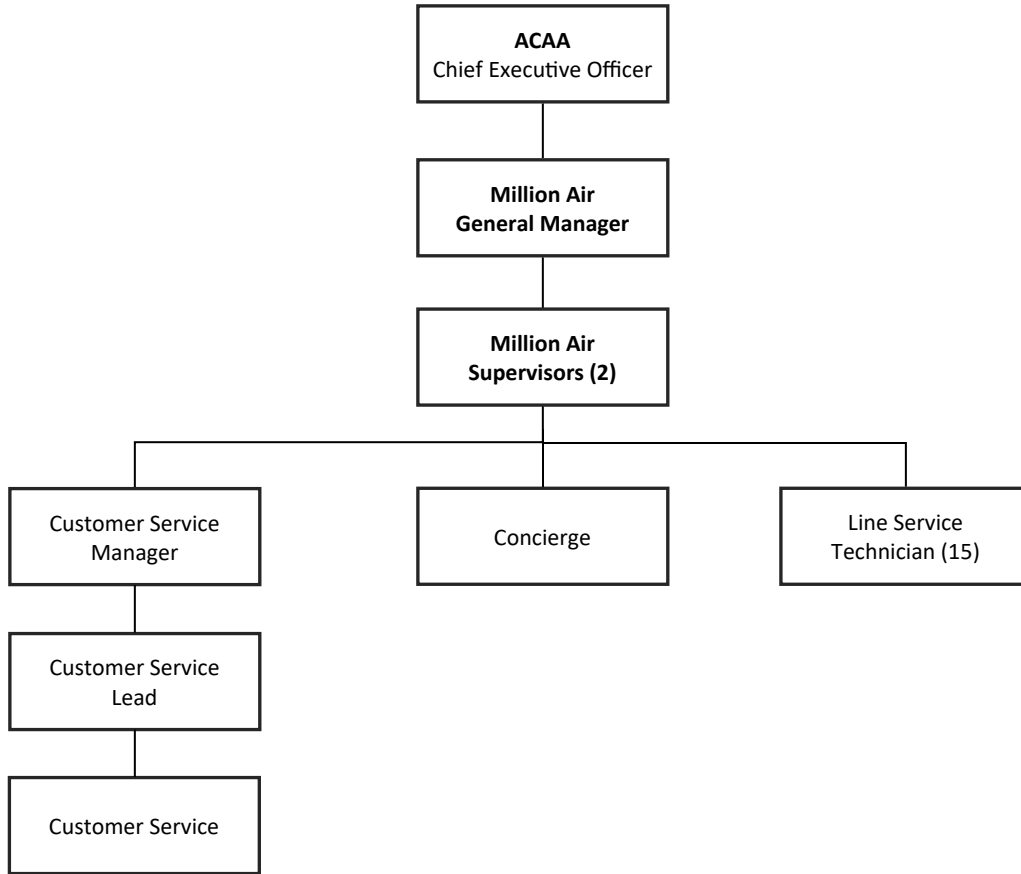 ACAA
Chief Executive Officer
Million Air
General Manager
Million Air
Supervisors (2)
Customer Service
Manager
Concierge
Line Service
Technician (15)
Customer Service
Lead
Customer Service